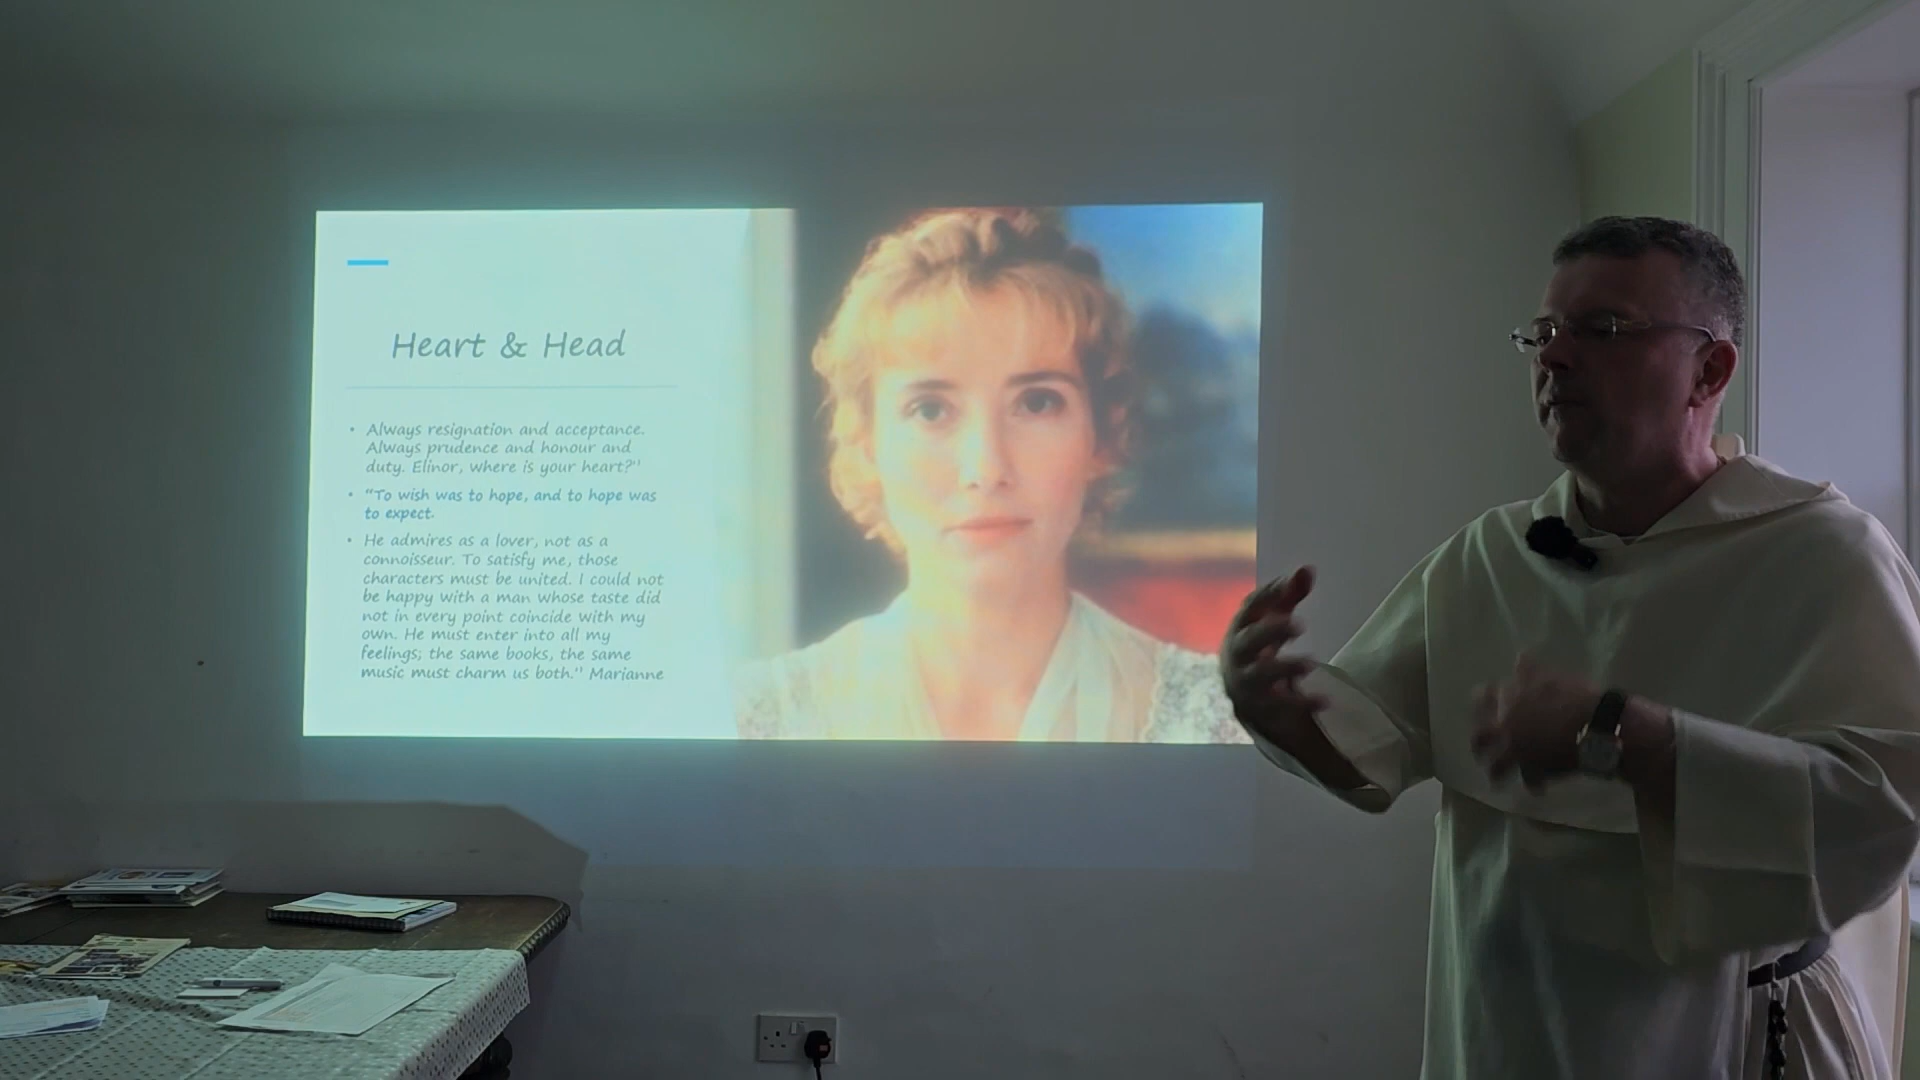 Heart & Head
• Always resignation and acceptance.
Always prudence and honour and
duty. Elinor, where is your heart?"
• "To wish was to hope, and to hope was
to expect.
• He admires as a lover, not as a
connoisseur. To satisfy me, those
characters must be united. I could not
be happy with a man whose taste did
not in every point coincide with my
own. He must enter into all my
feelings; the same books, the same
music must charm us both." Marianne